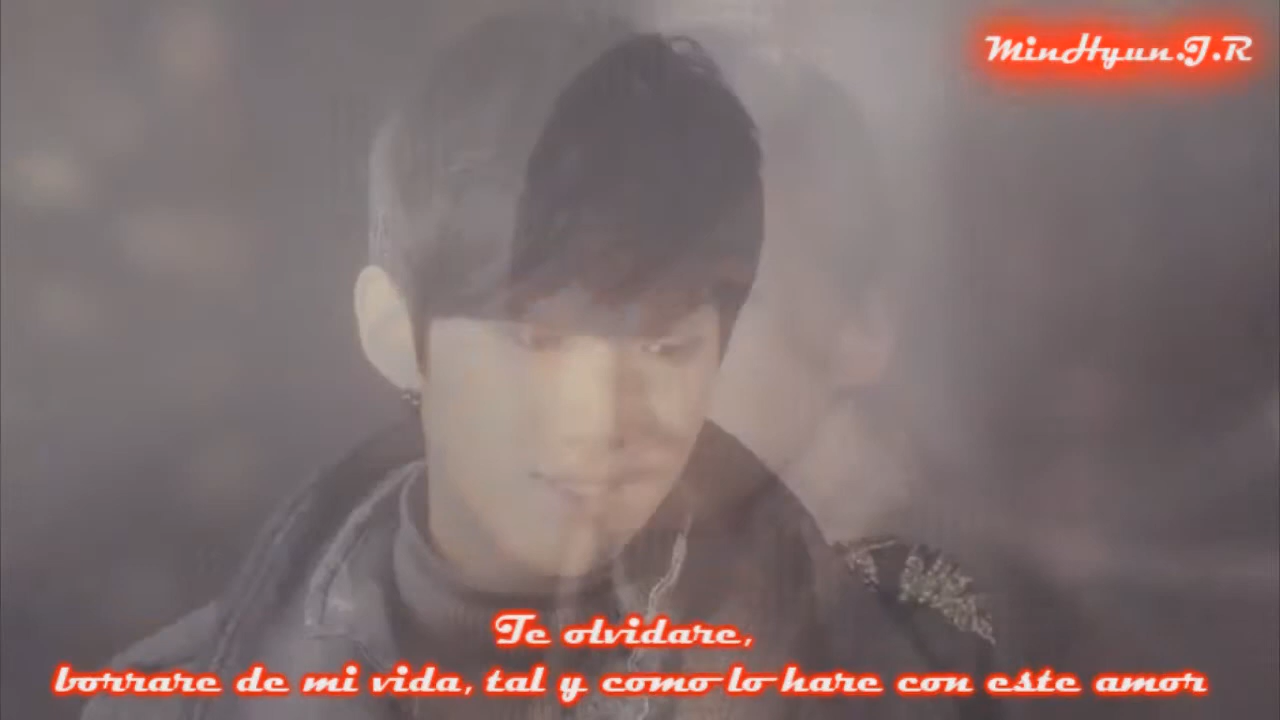 MinHyun.J.R
Te olvidare,
borrare de mi vida, tal y como lo hare con este amor